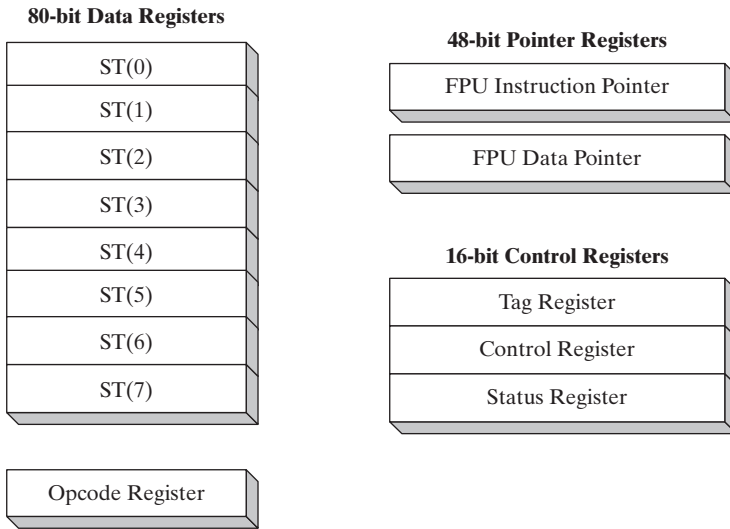 80-bit Data Registers
ST(0)
ST(1)
ST(2)
ST(3)
ST(4)
ST(5)
ST(6)
ST(7)
Opcode Register
48-bit Pointer Registers
FPU Instruction Pointer
FPU Data Pointer
16-bit Control Registers
Tag Register
Control Register
Status Register